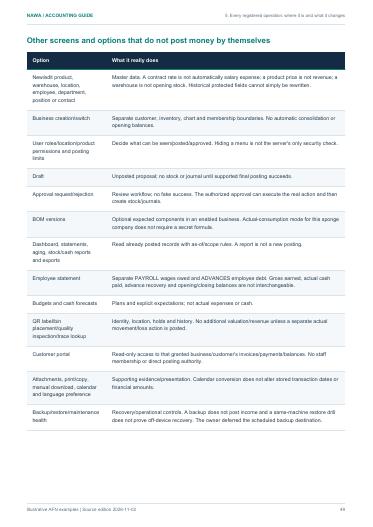 NAWA | ACCOUNTING GUIDE
5. Every registered operation: where it is and what it changes
Other screens and options that do not post money by themselves
Option
What it really does
New/edit product,
warehouse, location,
employee, department,
position or contact
Master data. A contract rate is not automatically salary expense; a product price is not revenue; a
warehouse is not opening stock. Historical protected fields cannot simply be rewritten.
Business creation/switch
Separate customer, inventory, chart and membership boundaries. No automatic consolidation or
opening balances.
User roles/location/product
permissions and posting
limits
Decide what can be seen/posted/approved. Hiding a menu is not the server's only security check.
Draft
Unposted proposal; no stock or journal until supported final posting succeeds.
Approval request/rejection
Review workflow; no fake success. The authorized approval can execute the real action and then
create stock/journals.
BOM versions
Optional expected components in an enabled business. Actual-consumption mode for this sponge
company does not require a secret formula.
Dashboard, statements,
aging, stock/cash reports
and exports
Read already posted records with as-of/scope rules. A report is not a new posting.
Employee statement
Separate PAYROLL wages owed and ADVANCES employee debt. Gross earned, actual cash
paid, advance recovery and opening/closing balances are not interchangeable.
Budgets and cash forecasts
Plans and explicit expectations; not actual expenses or cash.
QR label/bin
placement/quality
inspection/trace lookup
Identity, location, holds and history. No additional valuation/revenue unless a separate actual
movement/loss action is posted.
Customer portal
Read-only access to that granted business/customer's invoices/payments/balances. No staff
membership or direct posting authority.
Attachments, print/copy,
manual download, calendar
and language preference
Supporting evidence/presentation. Calendar conversion does not alter stored transaction dates or
financial amounts.
Backup/restore/maintenance
health
Recovery/operational controls. A backup does not post income and a same-machine restore drill
does not prove off-device recovery. The owner deferred the scheduled backup destination.
Illustrative AFN examples | Source edition